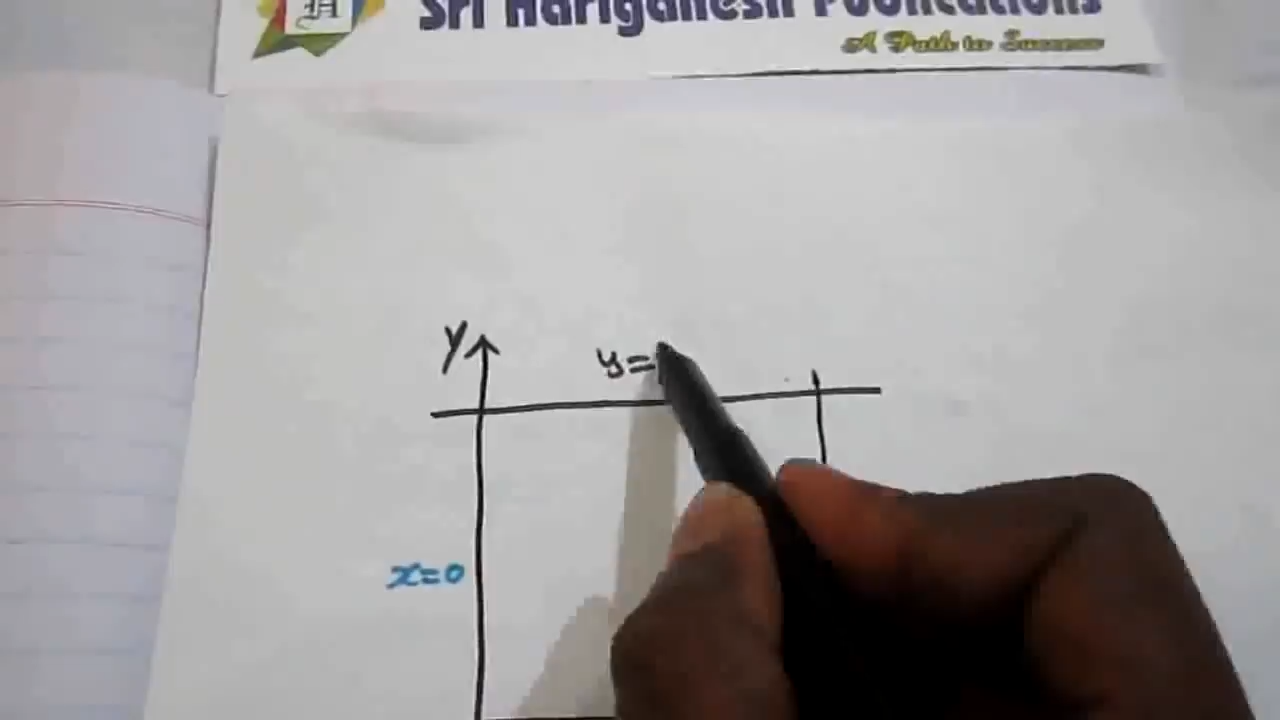 Sri Hariganesh Publications
A Path to Success
y
y=
x=0